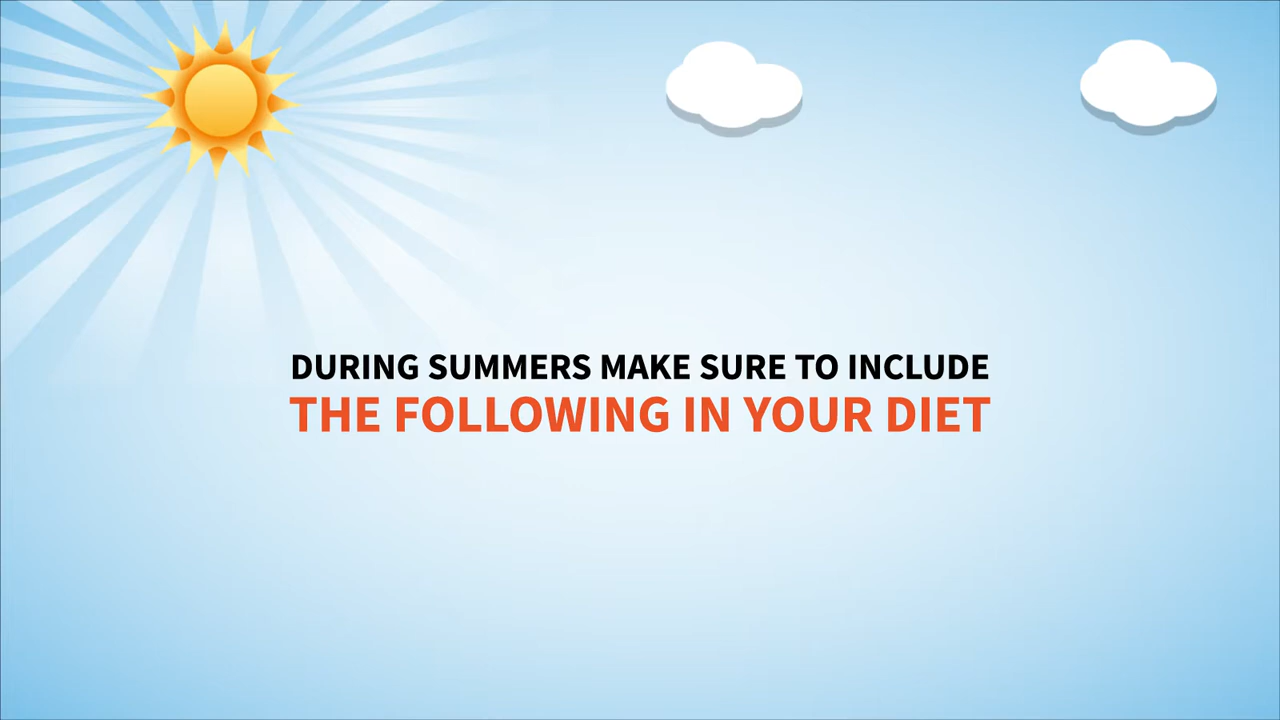 DURING SUMMERS MAKE SURE TO INCLUDE
THE FOLLOWING IN YOUR DIET